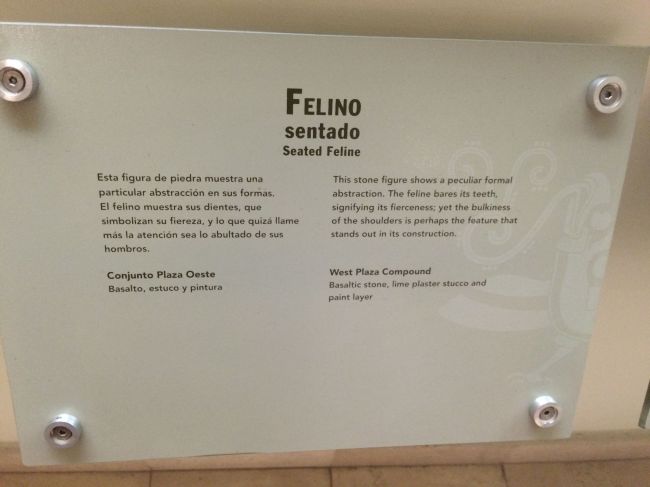 FELINO
sentado
Seated Feline
Esta figura de piedra muestra una
particular abstracción en sus formas.
El felino muestra sus dientes, que
simbolizan su fiereza, y lo que quizá llame
más la atención sea lo abultado de sus
hombros.
Conjunto Plaza Oeste
Basalto, estuco y pintura
This stone figure shows a peculiar formal
abstraction. The feline bares its teeth,
signifying its fierceness; yet the bulkiness
of the shoulders is perhaps the feature that
stands out in its construction.
West Plaza Compound
Basaltic stone, lime plaster stucco and
paint layer